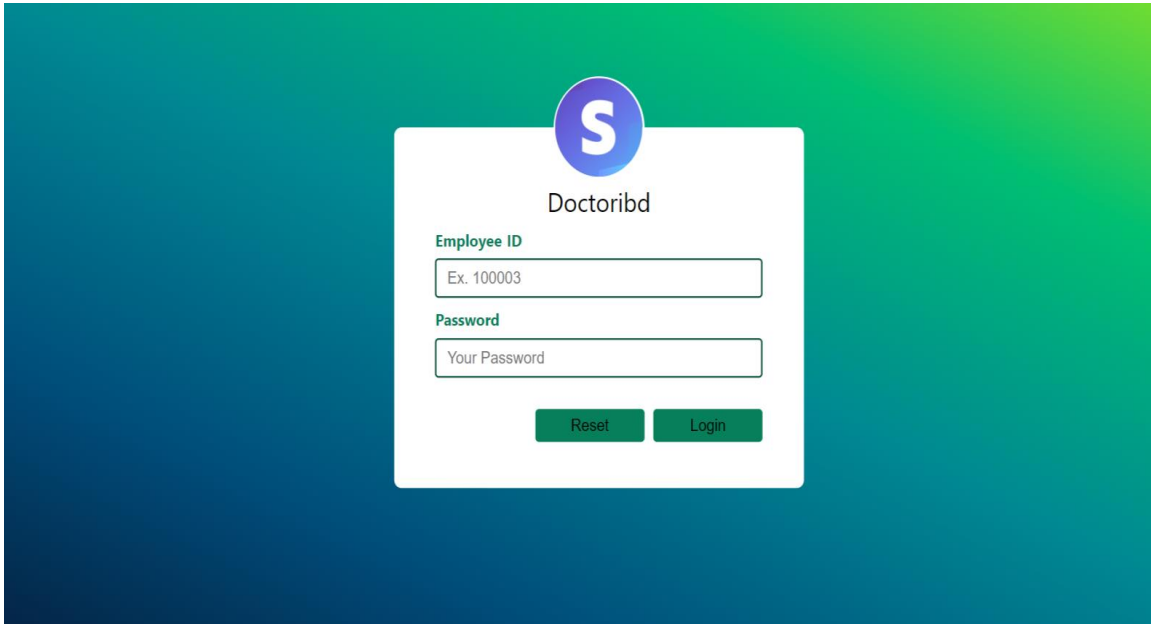 S
Doctoribd
Employee ID
Ex. 100003
Password
Your Password
Reset Login